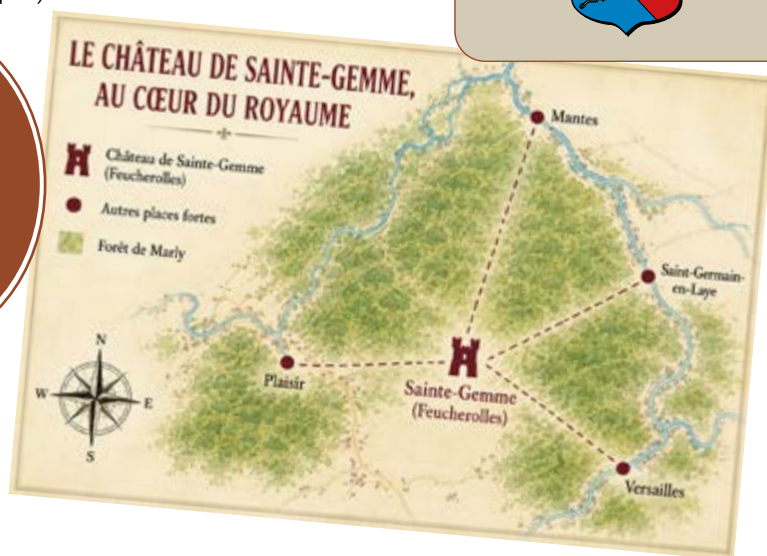 LE CHÂTEAU DE SAINTE-GEMME,
AU CŒUR DU ROYAUME
Château de Sainte-Gemme
(Feucherolles)
Autres places fortes
Forêt de Marly
N
W
E
S
Mantes
Saint-Germain-
en-Laye
Plaisir
Sainte-Gemme
(Feucherolles)
Versailles